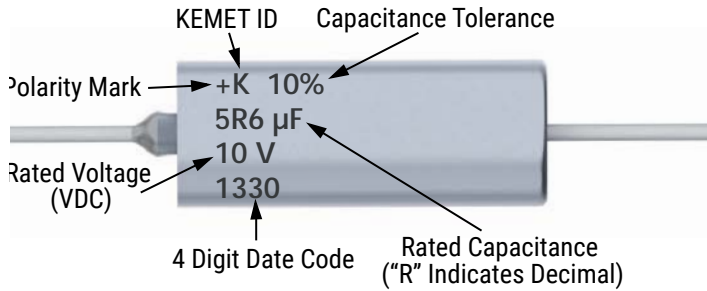 KEMET ID
Capacitance Tolerance
Polarity Mark
+K 10%
5R6 µF
10 V
1330
Rated Voltage
(VDC)
4 Digit Date Code
Rated Capacitance
("R" Indicates Decimal)